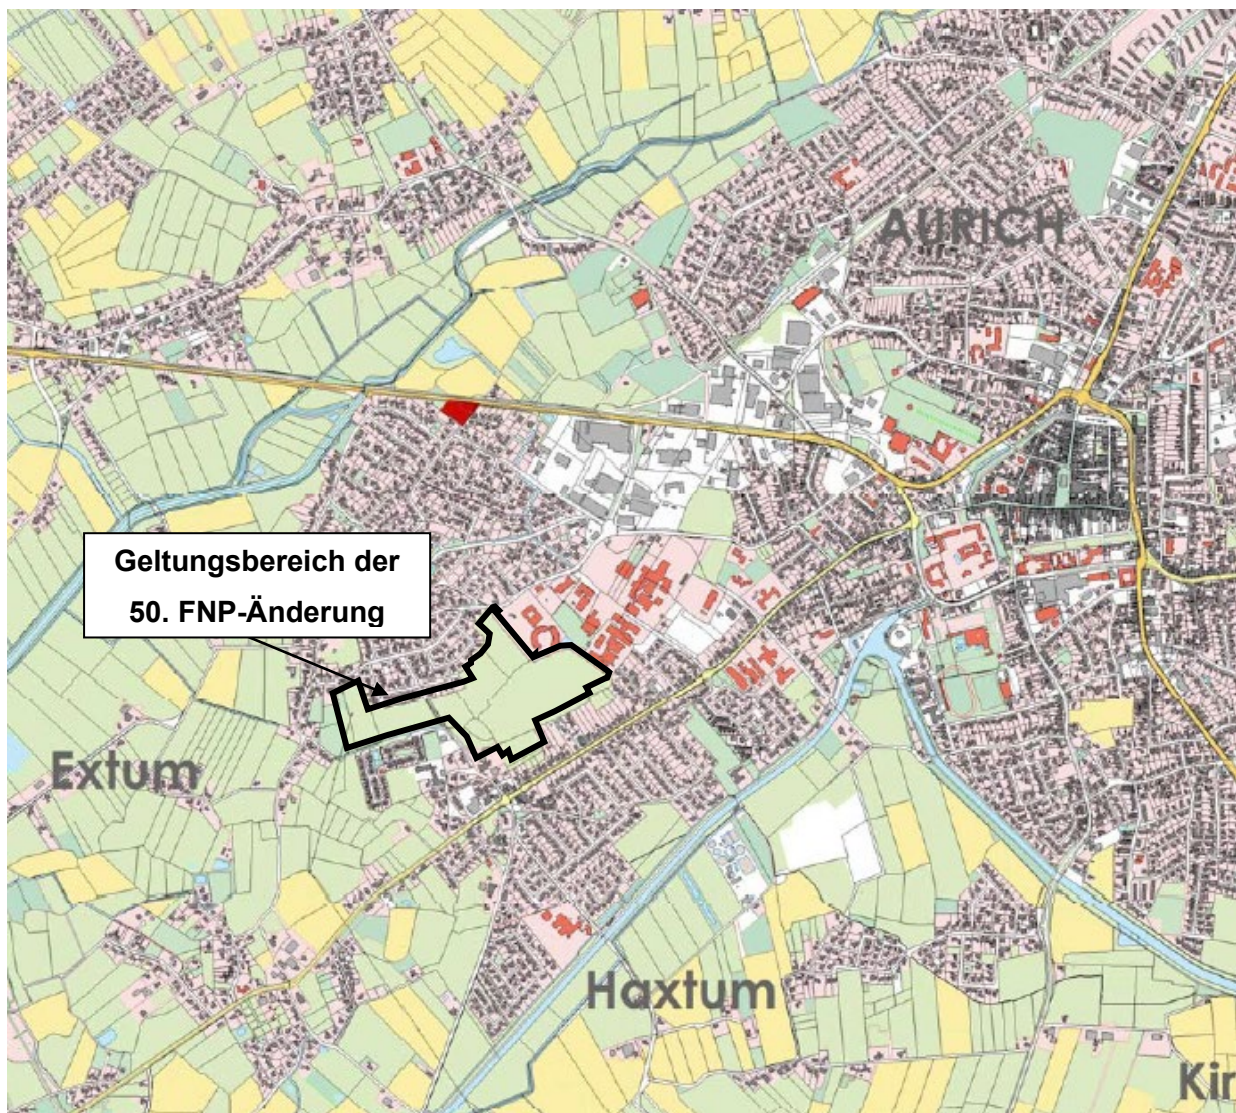 AURICH
Geltungsbereich der
50. FNP-Änderung
Extum
Haxtum
Kir